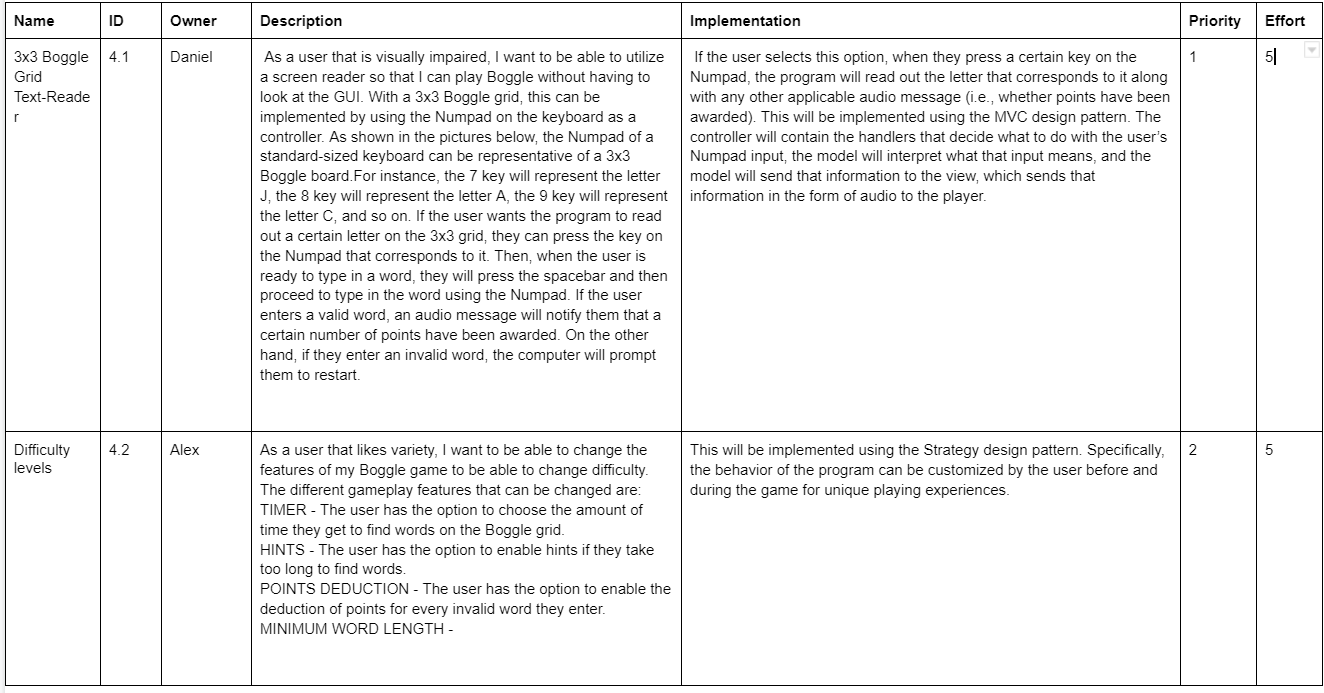 Name ID Owner Description Implementation Priority Effort
3x3 Boggle
Grid
Text-Reade
r
4.1
Daniel
As a user that is visually impaired, I want to be able to utilize
a screen reader so that I can play Boggle without having to
look at the GUI. With a 3x3 Boggle grid, this can be
implemented by using the Numpad on the keyboard as a
controller. As shown in the pictures below, the Numpad of a
standard-sized keyboard can be representative of a 3x3
Boggle board.For instance, the 7 key will represent the letter
J, the 8 key will represent the letter A, the 9 key will represent
the letter C, and so on. If the user wants the program to read
out a certain letter on the 3x3 grid, they can press the key on
the Numpad that corresponds to it. Then, when the user is
ready to type in a word, they will press the spacebar and then
proceed to type in the word using the Numpad. If the user
enters a valid word, an audio message will notify them that a
certain number of points have been awarded. On the other
hand, if they enter an invalid word, the computer will prompt
them to restart.
If the user selects this option, when they press a certain key on the
Numpad, the program will read out the letter that corresponds to it along
with any other applicable audio message (i.e., whether points have been
awarded). This will be implemented using the MVC design pattern. The
controller will contain the handlers that decide what to do with the user's
Numpad input, the model will interpret what that input means, and the
model will send that information to the view, which sends that
information in the form of audio to the player.
1
5
Difficulty
levels
4.2
Alex
As a user that likes variety, I want to be able to change the
features of my Boggle game to be able to change difficulty.
The different gameplay features that can be changed are:
TIMER - The user has the option to choose the amount of
time they get to find words on the Boggle grid.
HINTS - The user has the option to enable hints if they take
too long to find words.
POINTS DEDUCTION - The user has the option to enable the
deduction of points for every invalid word they enter.
MINIMUM WORD LENGTH -
This will be implemented using the Strategy design pattern. Specifically,
the behavior of the program can be customized by the user before and
during the game for unique playing experiences.
2
5